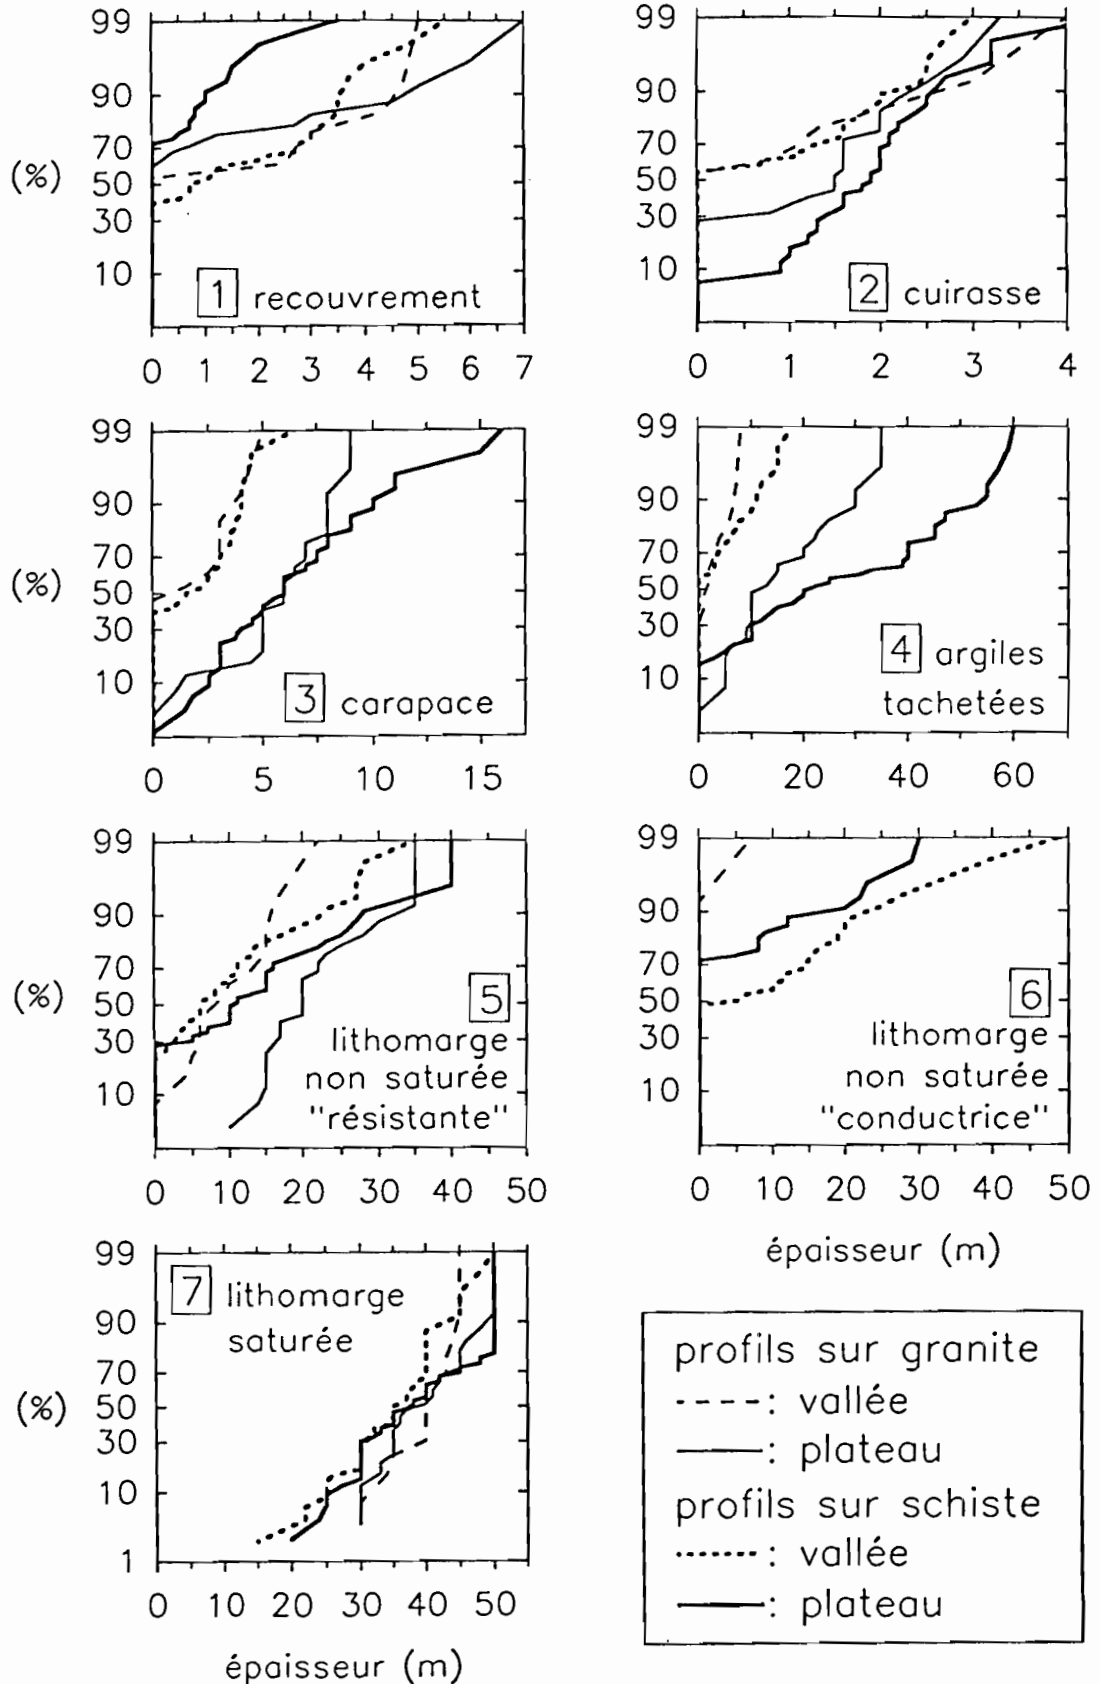 99
90
70
50
30
10
(%)
1 recouvrement
0 1 2 3 4 5 6 7
99
90
70
50
30
10
2 cuirasse
0 1 2 3 4
99
90
70
50
30
10
(%)
3 carapace
0 5 10 15
99
90
70
50
30
10
4 argiles
tachetées
0 20 40 60
99
90
70
50
30
10
(%)
5
lithomarge
non saturée
"résistante"
0 10 20 30 40 50
99
90
70
50
30
10
6
lithomarge
non saturée
"conductrice"
0 10 20 30 40 50
épaisseur (m)
99
90
70
50
30
10
1
(%)
7 lithomarge
saturée
0 10 20 30 40 50
épaisseur (m)
profils sur granite
: vallée
: plateau
profils sur schiste
: vallée
: plateau